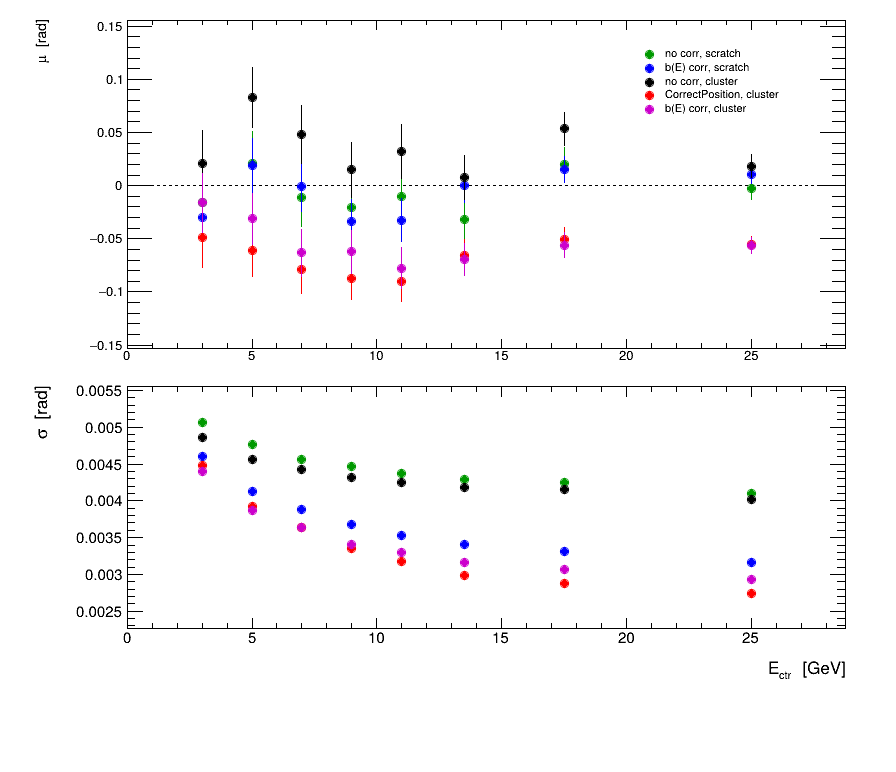 μ [rad]
0.15
0.1
0.05
0
−0.05
−0.1
−0.15
no corr, scratch
b(E) corr, scratch
no corr, cluster
CorrectPosition, cluster
b(E) corr, cluster
0 5 10 15 20 25
σ [rad]
0.0055
0.005
0.0045
0.004
0.0035
0.003
0.0025
0 5 10 15 20 25
E_ctr [GeV]